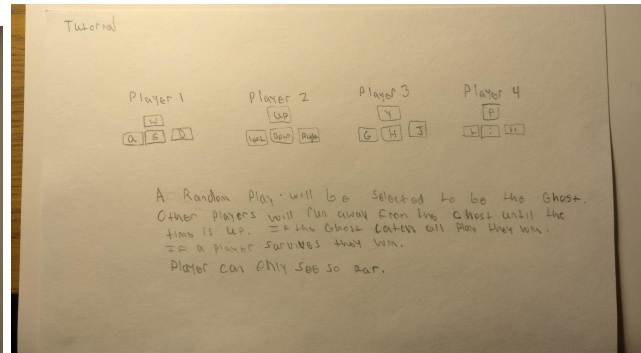 Tutorial
Player 1 Player 2 Player 3 Player 4
W UP Y P
a S D Left Down Right G H J L ; "
A Random Play. will be selected to be the Ghost.
Other players will run away from the Ghost until the
time is up. If the Ghost catch all Play they win.
If a player survives they win.
Player can only see so far.